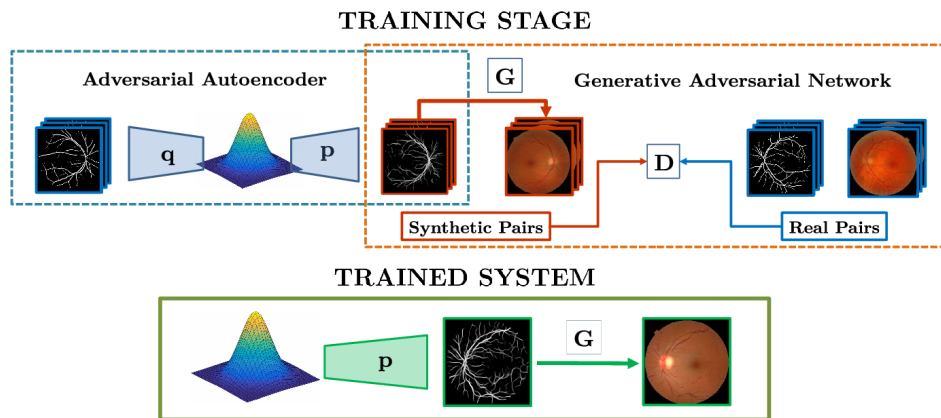 TRAINING STAGE
Adversarial Autoencoder
G
Generative Adversarial Network
q
p
D
Synthetic Pairs
Real Pairs
TRAINED SYSTEM
p
G